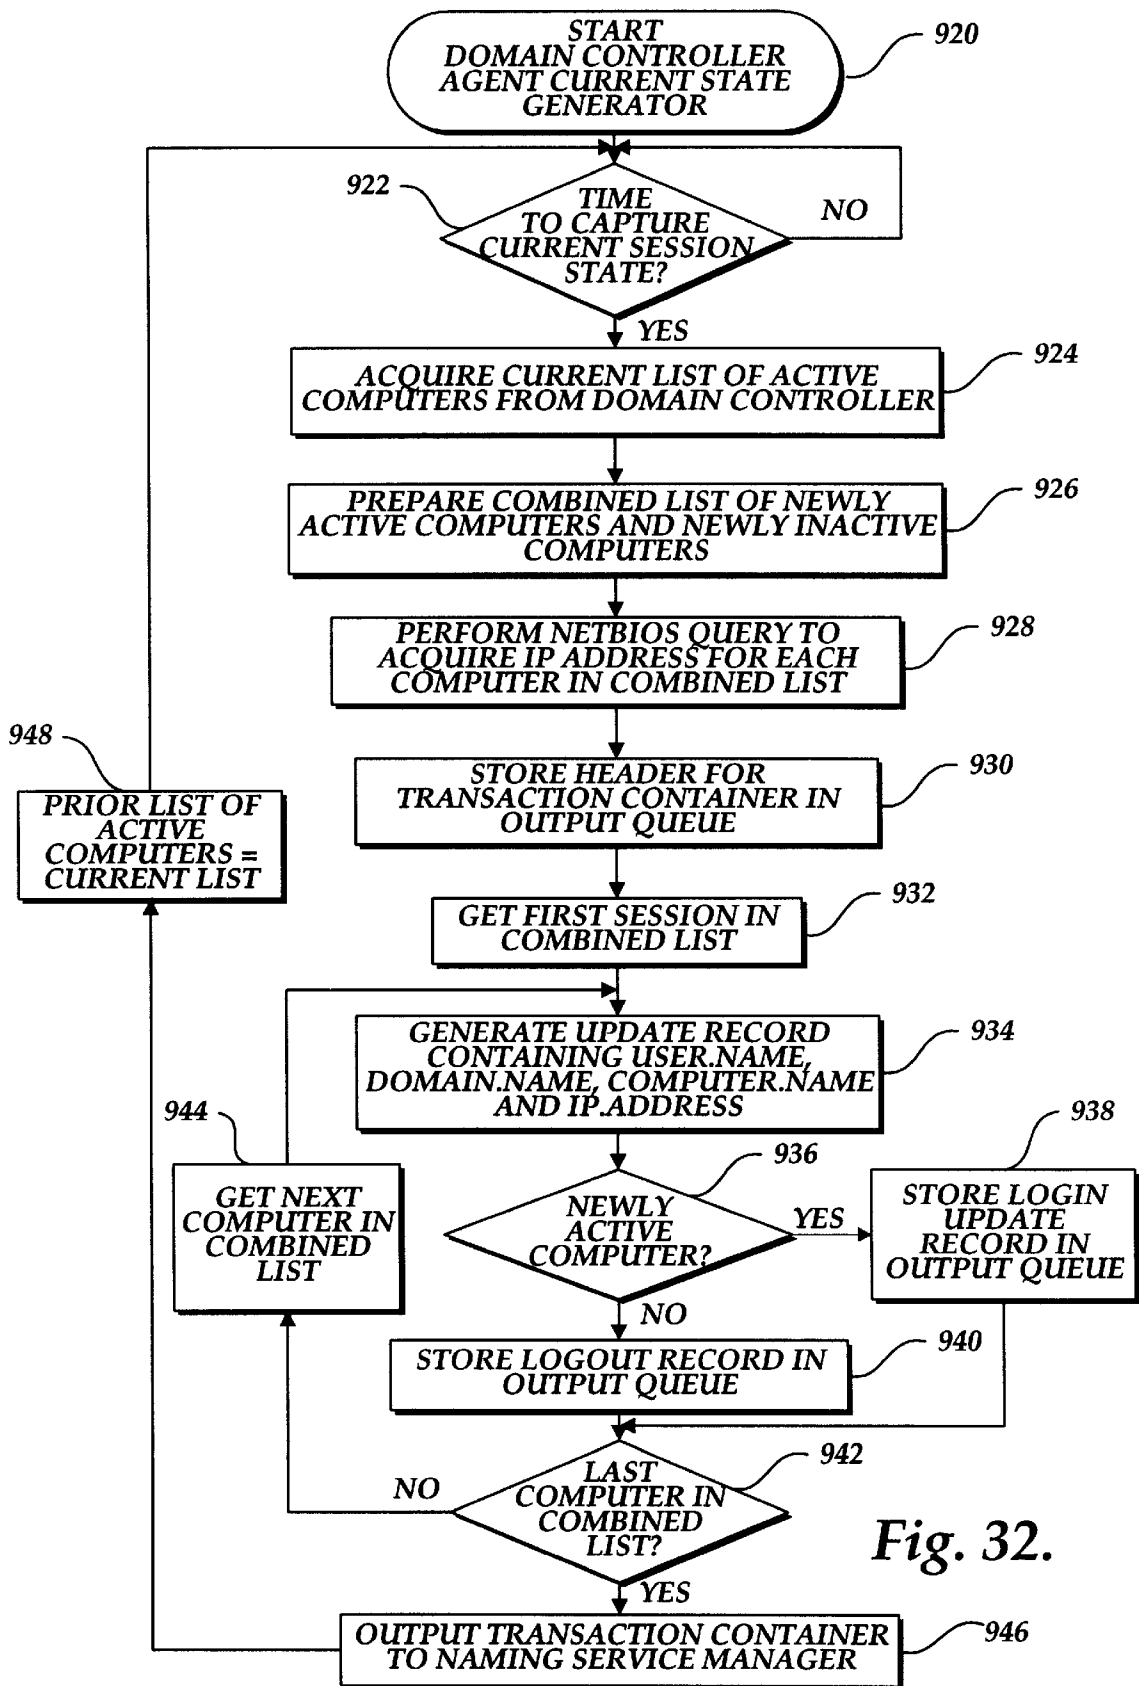 START
DOMAIN CONTROLLER
AGENT CURRENT STATE
GENERATOR
920
922
TIME
TO CAPTURE
CURRENT SESSION
STATE?
NO
YES
924
ACQUIRE CURRENT LIST OF ACTIVE
COMPUTERS FROM DOMAIN CONTROLLER
926
PREPARE COMBINED LIST OF NEWLY
ACTIVE COMPUTERS AND NEWLY INACTIVE
COMPUTERS
928
PERFORM NETBIOS QUERY TO
ACQUIRE IP ADDRESS FOR EACH
COMPUTER IN COMBINED LIST
948
PRIOR LIST OF
ACTIVE
COMPUTERS =
CURRENT LIST
930
STORE HEADER FOR
TRANSACTION CONTAINER IN
OUTPUT QUEUE
932
GET FIRST SESSION IN
COMBINED LIST
934
GENERATE UPDATE RECORD
CONTAINING USER.NAME,
DOMAIN.NAME, COMPUTER.NAME
AND IP.ADDRESS
944
GET NEXT
COMPUTER IN
COMBINED
LIST
936
NEWLY
ACTIVE
COMPUTER?
YES
938
STORE LOGIN
UPDATE
RECORD IN
OUTPUT QUEUE
NO
940
STORE LOGOUT RECORD IN
OUTPUT QUEUE
942
NO
LAST
COMPUTER IN
COMBINED
LIST?
Fig. 32.
YES
OUTPUT TRANSACTION CONTAINER
TO NAMING SERVICE MANAGER
946